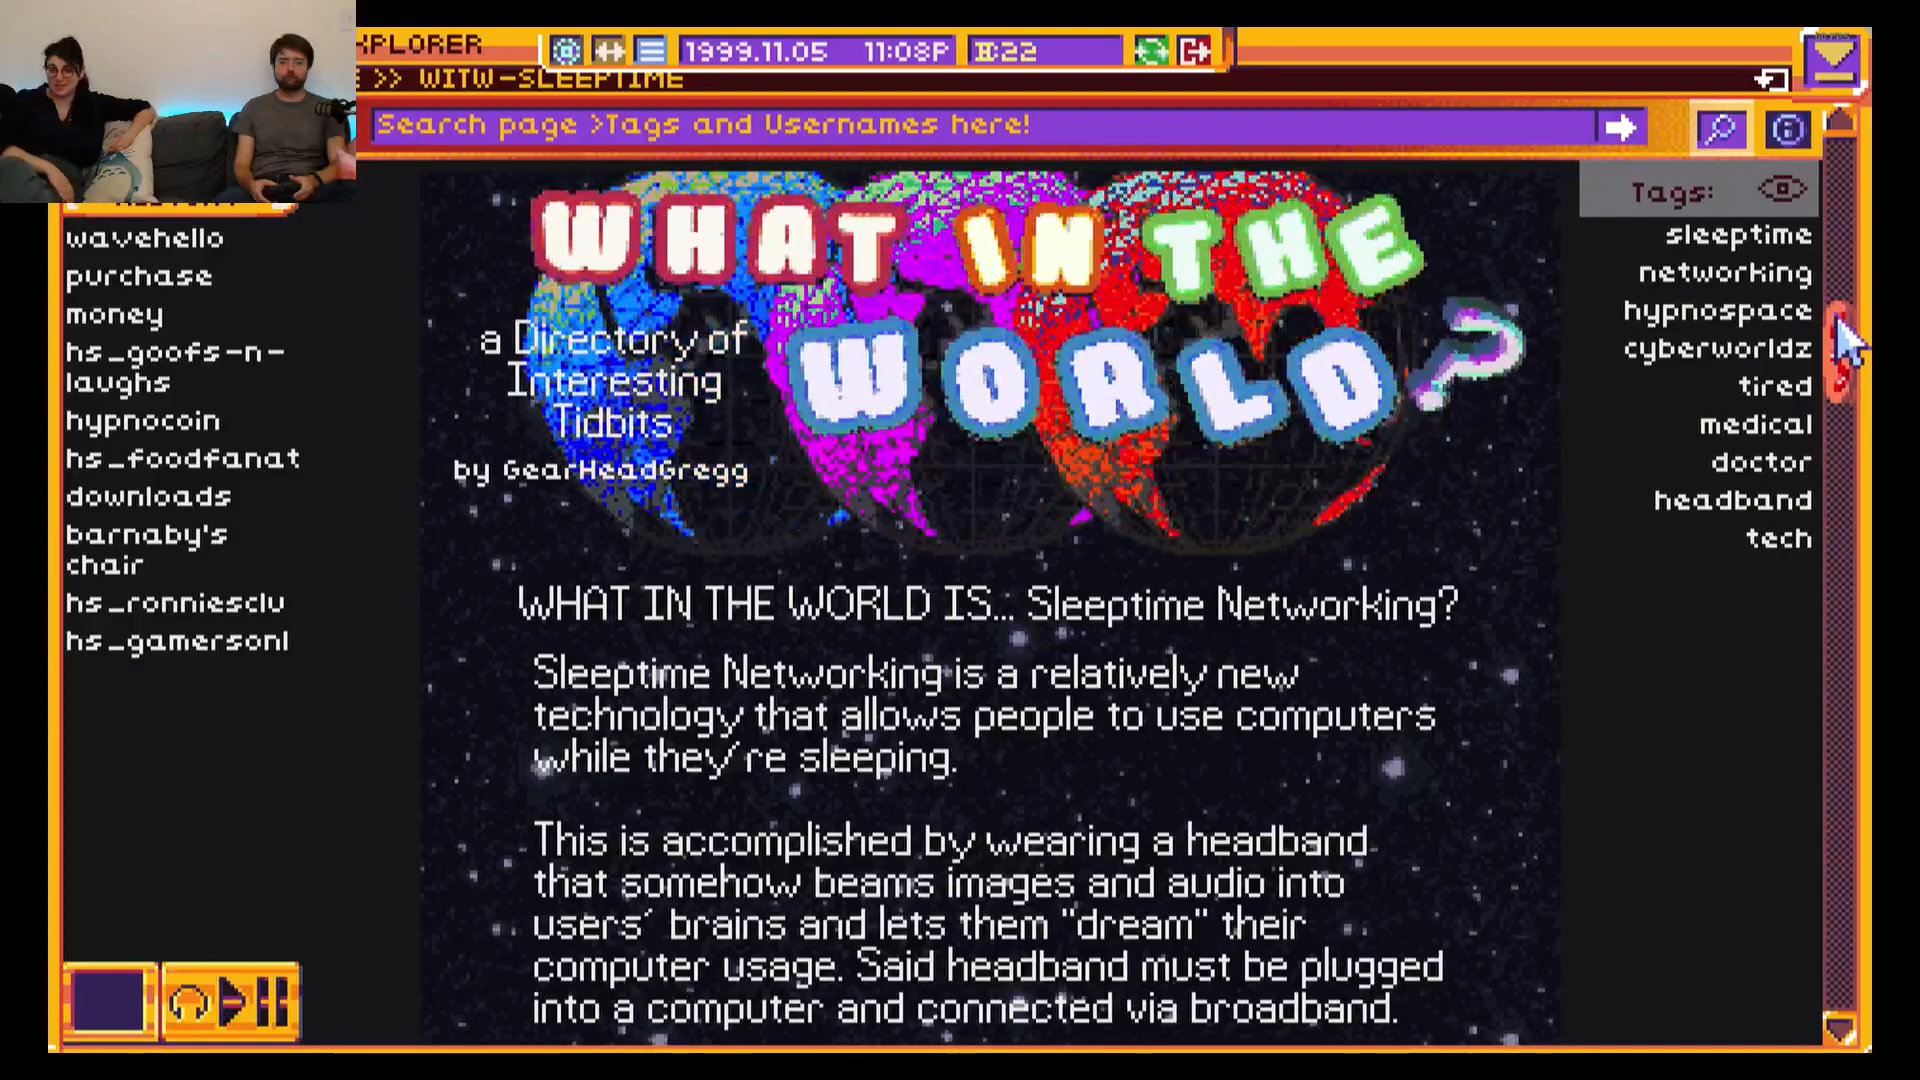 XPLORER
1999.11.05 11:08P
:22
>> WITW-SLEEPTIME
Search page >Tags and Usernames here!
wavehello
purchase
money
hs_goofs-n-
laughs
hypnocoin
hs_foodfanat
downloads
barnaby's
chair
hs_ronniesclu
hs_gamersonl
WHAT IN THE
WORLD?
a Directory of
Interesting
Tidbits
by GearHeadGregg
WHAT IN THE WORLD IS... Sleeptime Networking?
Sleeptime Networking is a relatively new
technology that allows people to use computers
while they're sleeping.
This is accomplished by wearing a headband
that somehow beams images and audio into
users' brains and lets them "dream" their
computer usage. Said headband must be plugged
into a computer and connected via broadband.
Tags:
sleeptime
networking
hypnospace
cyberworldz
tired
medical
doctor
headband
tech